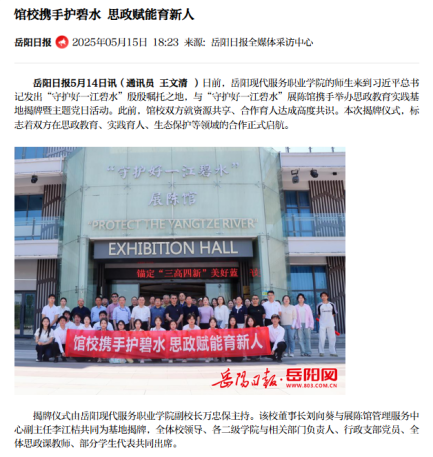 馆校携手护碧水 思政赋能育新人
岳阳日报 2025年05月15日 18:23 来源: 岳阳日报全媒体采访中心
岳阳日报5月14日讯（通讯员 王文清 ）日前，岳阳现代服务职业学院的师生来到习近平总书
记发出“守护好一江碧水”殷殷嘱托之地，与“守护好一江碧水”展陈馆携手举办思政教育实践基
地揭牌暨主题党日活动。此前，馆校双方就资源共享、合作育人达成高度共识。本次揭牌仪式，标
志着双方在思政教育、实践育人、生态保护等领域的合作正式启航。
“守护好一江碧水”
展陈馆
PROTECT THE YANGTZE RIVER
EXHIBITION HALL
锚定“三高四新”美好蓝
馆校携手护碧水 思政赋能育新人
岳阳日报·岳阳网
www.803.com.cn
揭牌仪式由岳阳现代服务职业学院副校长万忠保主持。该校董事长刘向葵与展陈馆管理服务中
心副主任李江桔共同为基地揭牌，全体校领导、各二级学院与相关部门负责人、行政支部党员、全
体思政课教师、部分学生代表共同出席。